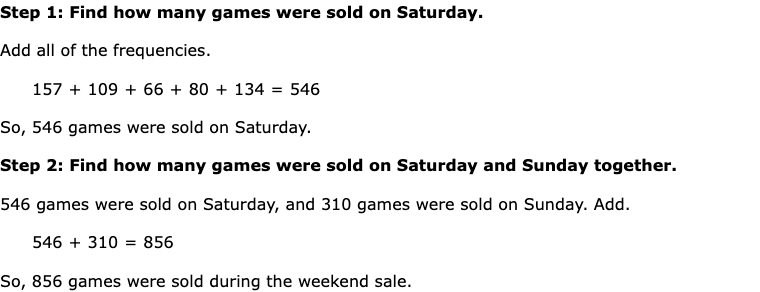 Step 1: Find how many games were sold on Saturday.
Add all of the frequencies.
157 + 109 + 66 + 80 + 134 = 546
So, 546 games were sold on Saturday.
Step 2: Find how many games were sold on Saturday and Sunday together.
546 games were sold on Saturday, and 310 games were sold on Sunday. Add.
546 + 310 = 856
So, 856 games were sold during the weekend sale.